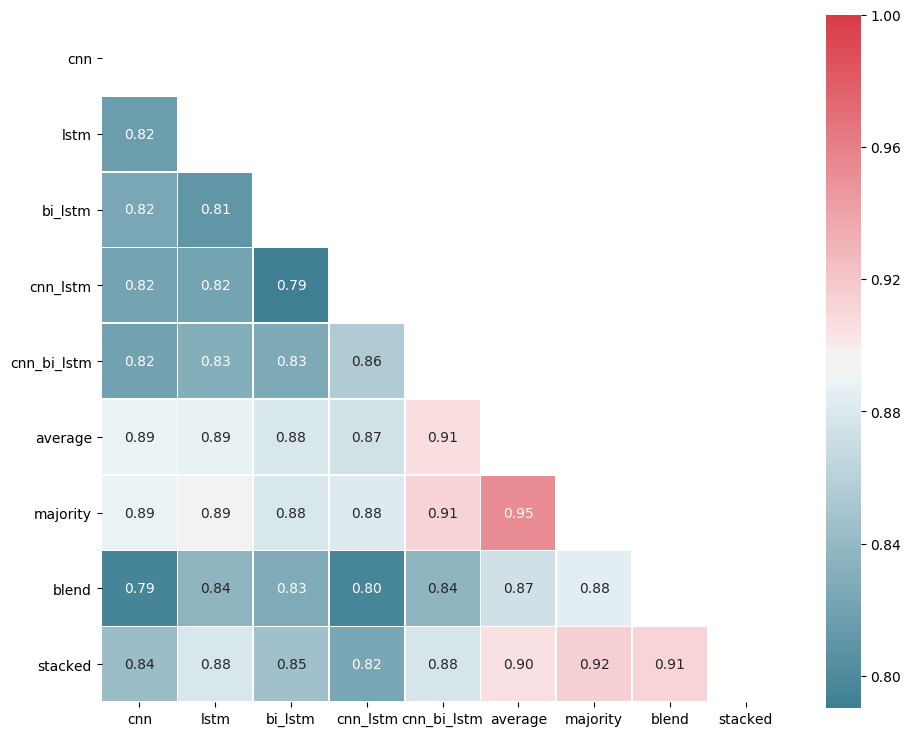 1.00
cnn
0.96
lstm 0.82
bi_lstm 0.82 0.81
0.92
cnn_lstm 0.82 0.82 0.79
cnn_bi_lstm 0.82 0.83 0.83 0.86
0.88
average 0.89 0.89 0.88 0.87 0.91
majority 0.89 0.89 0.88 0.88 0.91 0.95
0.84
blend 0.79 0.84 0.83 0.80 0.84 0.87 0.88
stacked 0.84 0.88 0.85 0.82 0.88 0.90 0.92 0.91
0.80
cnn lstm bi_lstm cnn_lstm cnn_bi_lstm average majority blend stacked